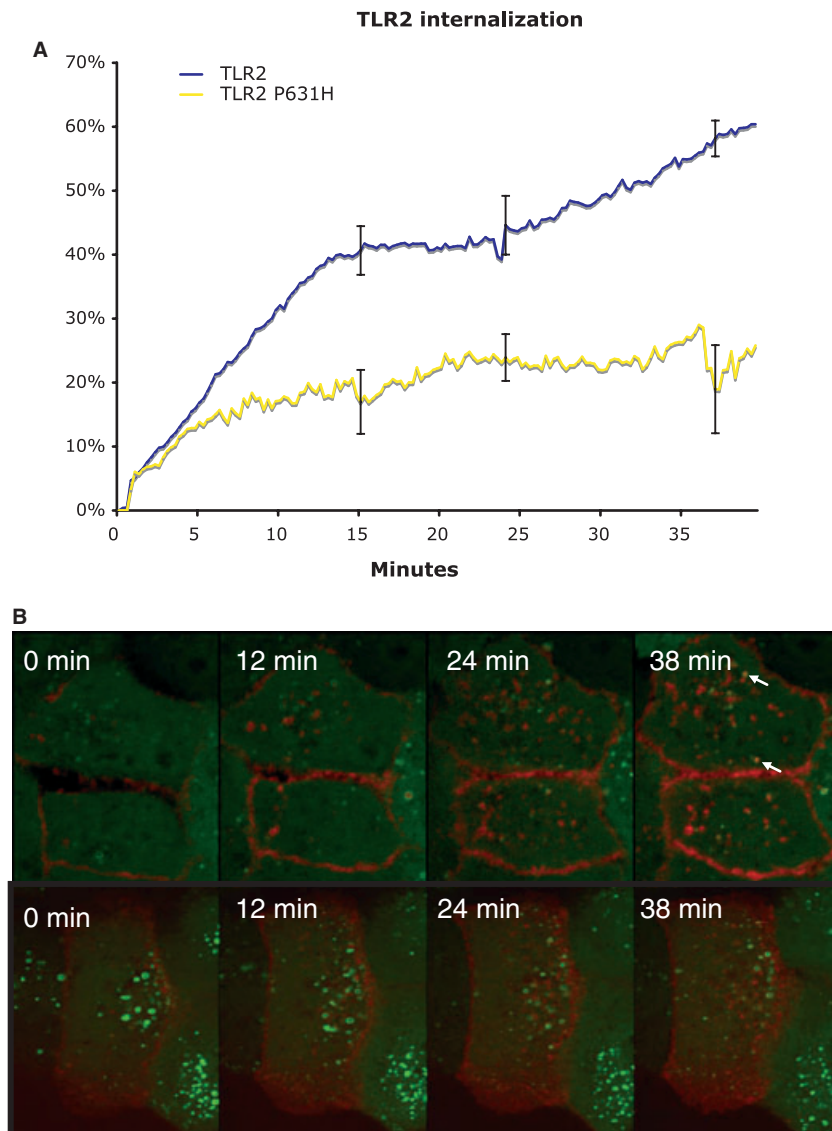 TLR2 internalization
A
TLR2
TLR2 P631H
70%
60%
50%
40%
30%
20%
10%
0%
0 5 10 15 20 25 30 35
Minutes
B
0 min 12 min 24 min 38 min
0 min 12 min 24 min 38 min